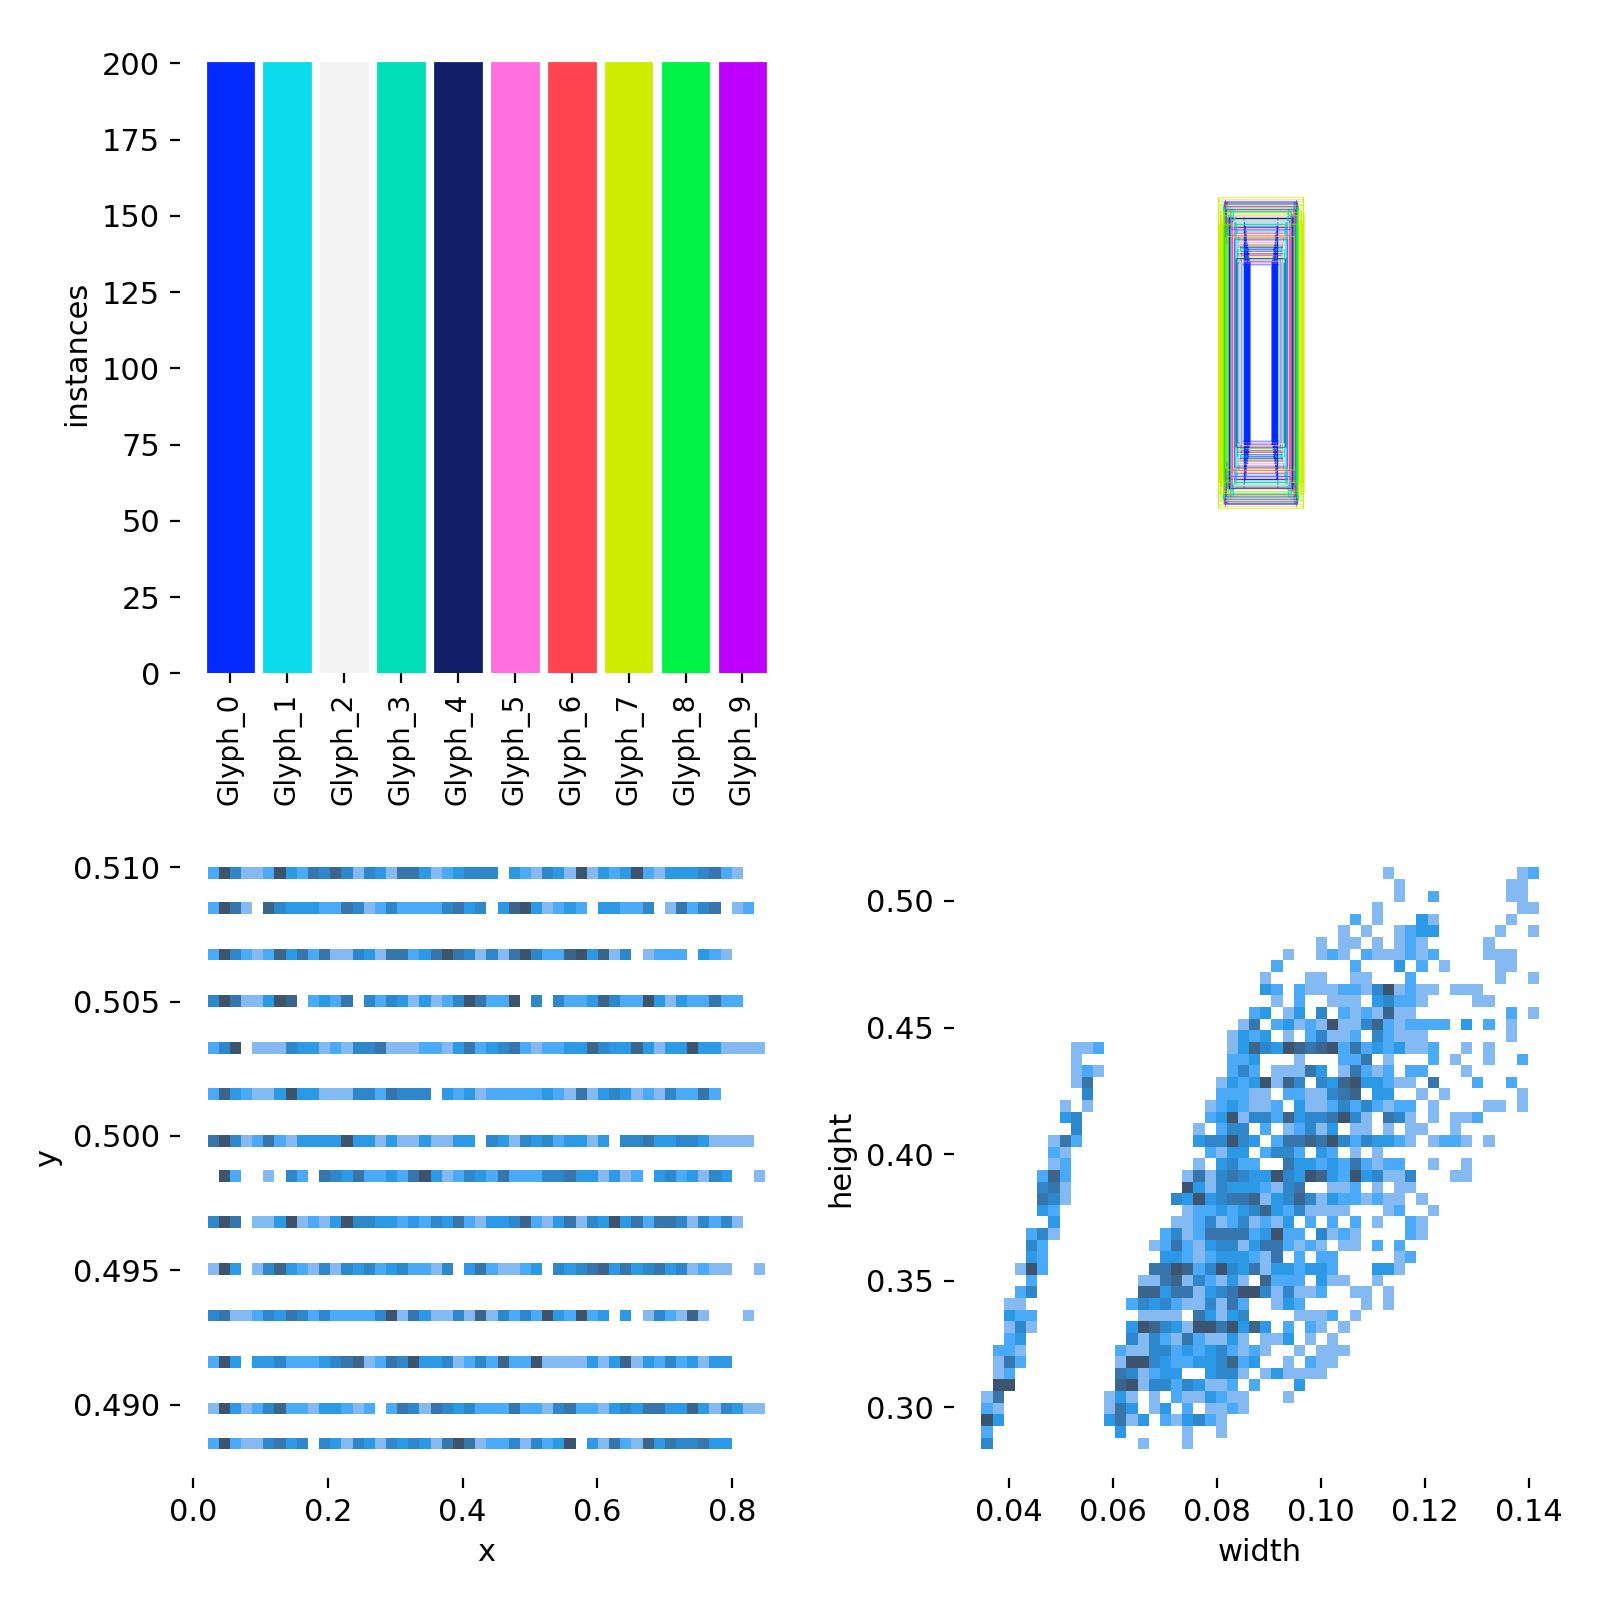 200
175
150
125
100
75
50
25
0
instances
Glyph_0
Glyph_1
Glyph_2
Glyph_3
Glyph_4
Glyph_5
Glyph_6
Glyph_7
Glyph_8
Glyph_9
0.510
0.505
0.500
0.495
0.490
y
0.0 0.2 0.4 0.6 0.8
x
0.50
0.45
0.40
0.35
0.30
height
0.04 0.06 0.08 0.10 0.12 0.14
width